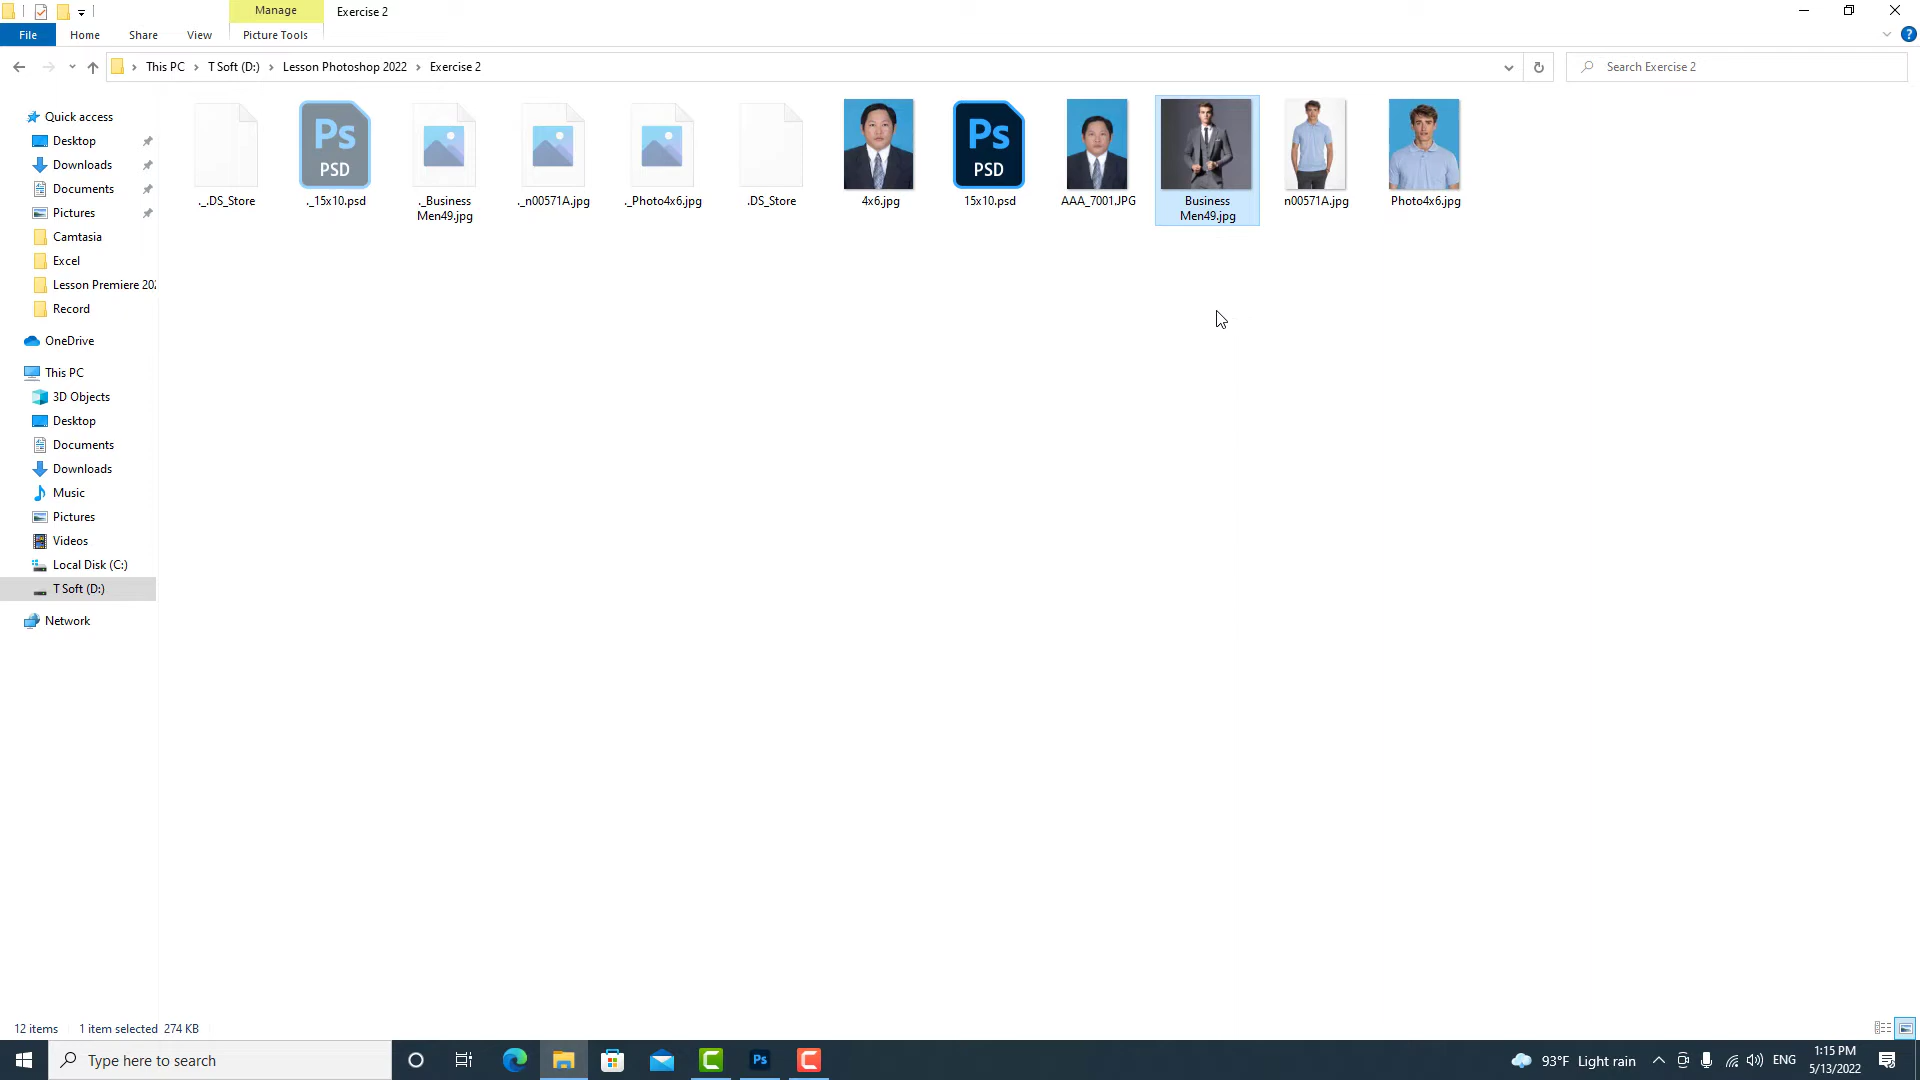 Manage
Exercise 2
File
Home
Share
View
Picture Tools
This PC
T Soft (D:)
Lesson Photoshop 2022
Exercise 2
Search Exercise 2
Quick access
Desktop
Downloads
Documents
Pictures
Camtasia
Excel
Lesson Premiere 202
Record
OneDrive
This PC
3D Objects
Desktop
Documents
Downloads
Music
Pictures
Videos
Local Disk (C:)
T Soft (D:)
Network
Ps
PSD
Ps
PSD
._.DS_Store
._15x10.psd
._Business
Men49.jpg
._n00571A.jpg
._Photo4x6.jpg
.DS_Store
4x6.jpg
15x10.psd
AAA_7001.JPG
Business
Men49.jpg
n00571A.jpg
Photo4x6.jpg
12 items
1 item selected 274 KB
Type here to search
Ps
93°F Light rain
ENG
1:15 PM
5/13/2022